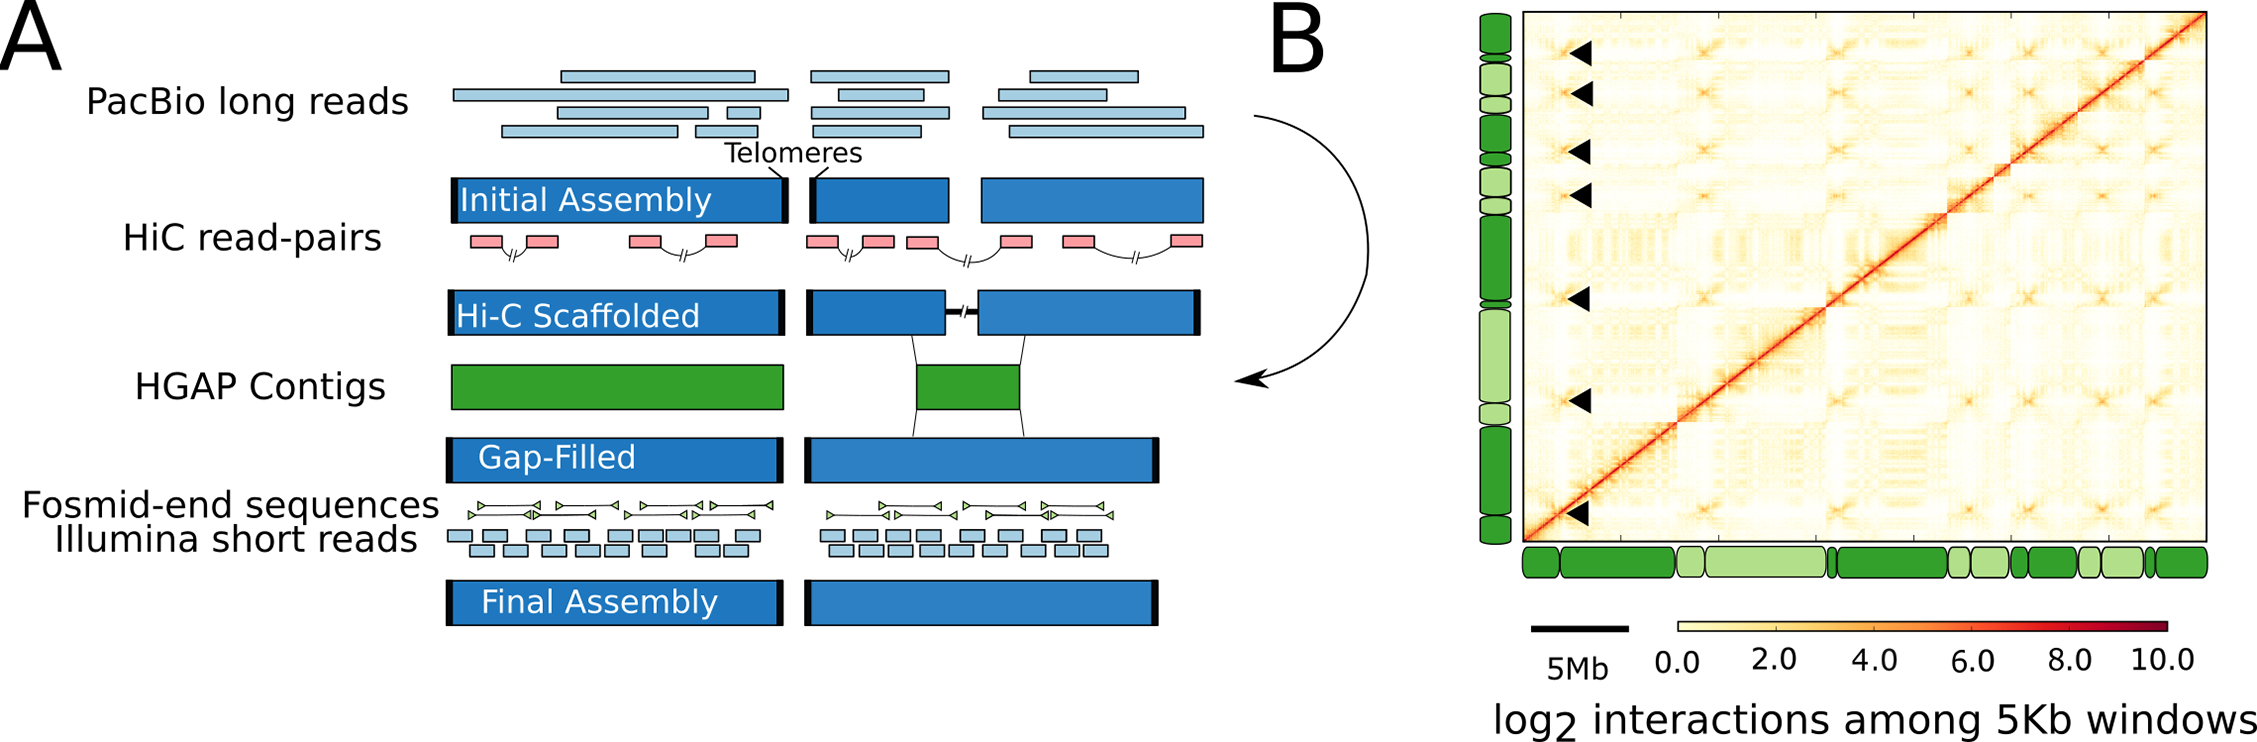 A
PacBio long reads
Telomeres
Initial Assembly
HiC read-pairs
Hi-C Scaffolded
HGAP Contigs
Gap-Filled
Fosmid-end sequences
Illumina short reads
Final Assembly
B
5Mb
0.0 2.0 4.0 6.0 8.0 10.0
log2 interactions among 5Kb windows